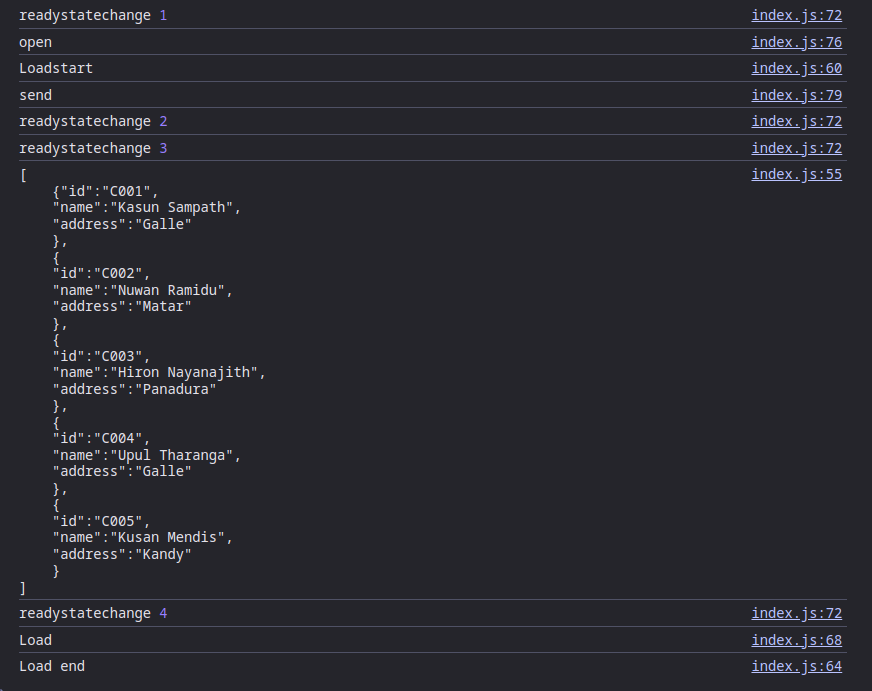 readystatechange 1 index.js:72
open index.js:76
Loadstart index.js:60
send index.js:79
readystatechange 2 index.js:72
readystatechange 3 index.js:72
[ index.js:55
{"id":"C001",
"name":"Kasun Sampath",
"address":"Galle"
},
{
"id":"C002",
"name":"Nuwan Ramidu",
"address":"Matar"
},
{
"id":"C003",
"name":"Hiron Nayanajith",
"address":"Panadura"
},
{
"id":"C004",
"name":"Upul Tharanga",
"address":"Galle"
},
{
"id":"C005",
"name":"Kusan Mendis",
"address":"Kandy"
}
]
readystatechange 4 index.js:72
Load index.js:68
Load end index.js:64